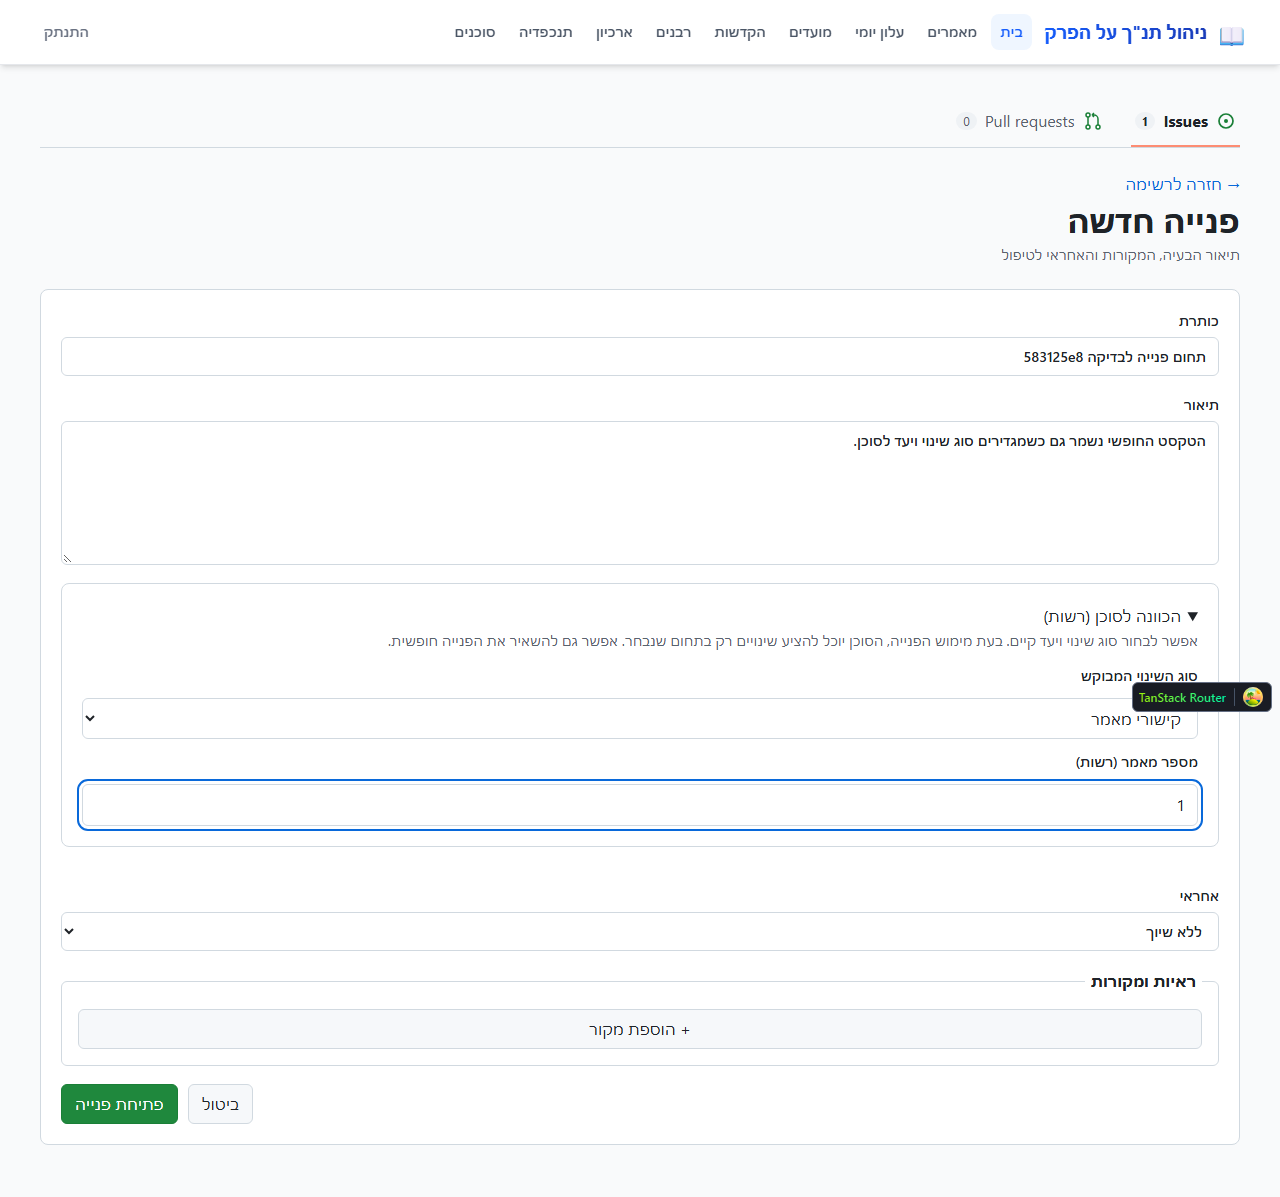 ניהול תנ"ך על הפרק
בית
מאמרים
עלון יומי
מועדים
הקדשות
רבנים
ארכיון
תנכפדיה
סוכנים
התנתק
Issues 1
Pull requests 0
→ חזרה לרשימה
פנייה חדשה
תיאור הבעיה, המקורות והאחראי לטיפול
כותרת
תחום פנייה לבדיקה 583125e8
תיאור
הטקסט החופשי נשמר גם כשמגדירים סוג שינוי ויעד לסוכן.
▼ הכוונה לסוכן (רשות)
אפשר לבחור סוג שינוי ויעד קיים. בעת מימוש הפנייה, הסוכן יוכל להציע שינויים רק בתחום שנבחר. אפשר גם להשאיר את הפנייה חופשית.
סוג השינוי המבוקש
TanStack Router
קישורי מאמר
מספר מאמר (רשות)
1
אחראי
ללא שיוך
ראיות ומקורות
+ הוספת מקור
ביטול
פתיחת פנייה